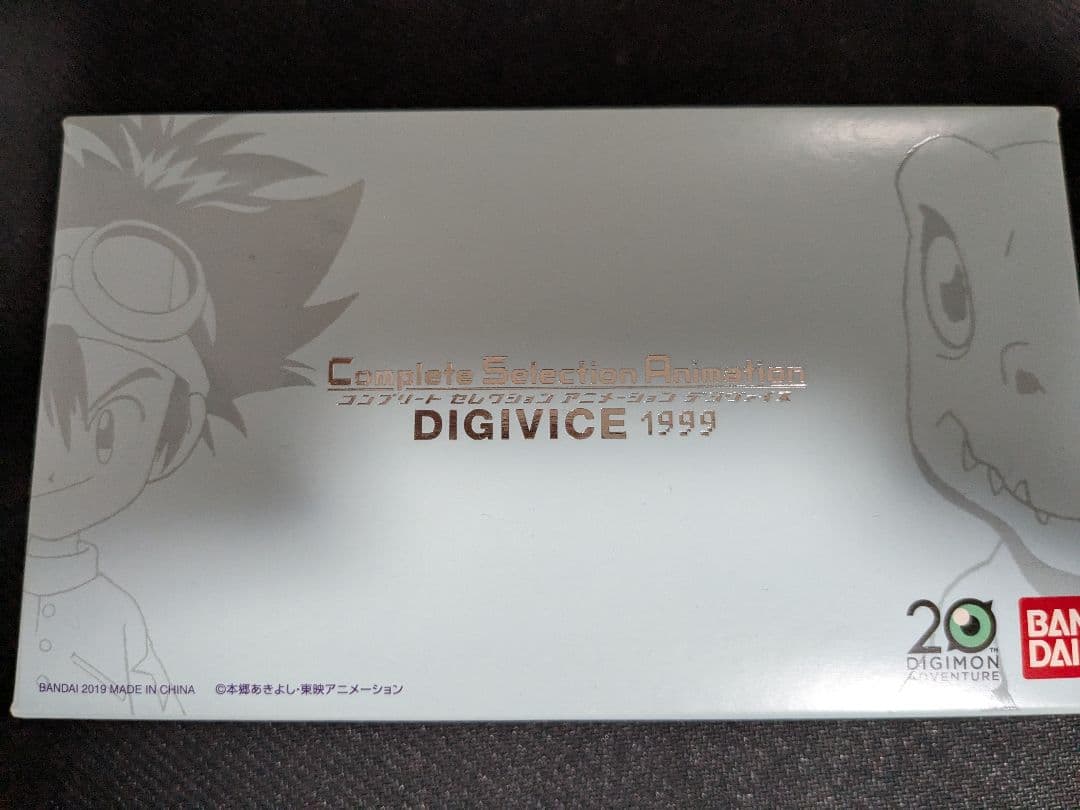 Complete Selection Animation
コンプリート セレクション アニメーション デジヴァイス
DIGIVICE 1999
20
TM
DIGIMON
ADVENTURE
BAN
DAI
BANDAI 2019 MADE IN CHINA ©本郷あきよし・東映アニメーション